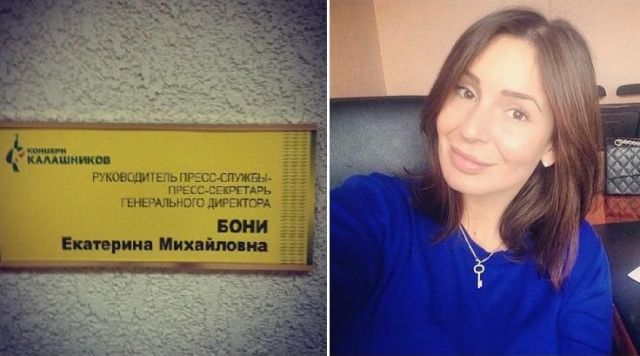 КОНЦЕРН
КАЛАШНИКОВ
РУКОВОДИТЕЛЬ ПРЕСС-СЛУЖБЫ-
ПРЕСС-СЕКРЕТАРЬ
ГЕНЕРАЛЬНОГО ДИРЕКТОРА
БОНИ
Екатерина Михайловна